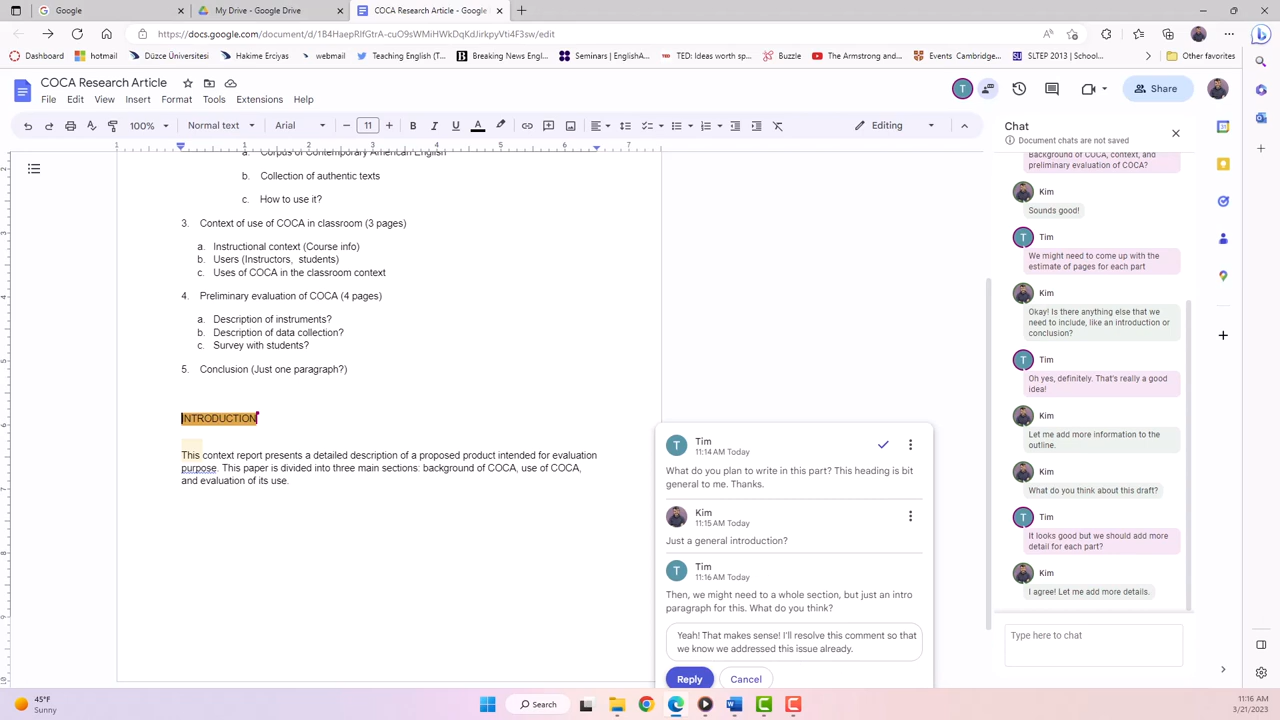 Google
My Drive - Google Drive
COCA Research Article - Google
https://docs.google.com/document/d/1B4HaepRlfGtrA-cuO9sWMiHWkDqKdJirkpyVti4F3sw/edit
Dashboard
hotmail
Düzce Üniversitesi
Hakime Erciyas
webmail
Teaching English (T...
Breaking News Engl...
Seminars | EnglishA...
TED: Ideas worth sp...
Buzzle
The Armstrong and...
Events Cambridge...
SLTEP 2013 | School...
Other favorites
COCA Research Article
File Edit View Insert Format Tools Extensions Help
T
Share
100% Normal text Arial 11
B I U A
Editing
1 1 2 3 4 5 6 7
a. Corpus of Contemporary American English
b. Collection of authentic texts
c. How to use it?
3. Context of use of COCA in classroom (3 pages)
a. Instructional context (Course info)
b. Users (Instructors, students)
c. Uses of COCA in the classroom context
4. Preliminary evaluation of COCA (4 pages)
a. Description of instruments?
b. Description of data collection?
c. Survey with students?
5. Conclusion (Just one paragraph?)
INTRODUCTION
This context report presents a detailed description of a proposed product intended for evaluation
purpose. This paper is divided into three main sections: background of COCA, use of COCA,
and evaluation of its use.
T
Tim
11:14 AM Today
What do you plan to write in this part? This heading is bit
general to me. Thanks.
Kim
11:15 AM Today
Just a general introduction?
T
Tim
11:16 AM Today
Then, we might need to a whole section, but just an intro
paragraph for this. What do you think?
Yeah! That makes sense! I'll resolve this comment so that
we know we addressed this issue already.
Reply
Cancel
Chat
Document chats are not saved
Background of COCA, context, and
preliminary evaluation of COCA?
Kim
Sounds good!
T
Tim
We might need to come up with the
estimate of pages for each part
Kim
Okay! Is there anything else that we
need to include, like an introduction or
conclusion?
T
Tim
Oh yes, definitely. That's really a good
idea!
Kim
Let me add more information to the
outline.
Kim
What do you think about this draft?
T
Tim
It looks good but we should add more
detail for each part?
Kim
I agree! Let me add more details.
Type here to chat
45°F
Sunny
Search
11:16 AM
3/21/2023